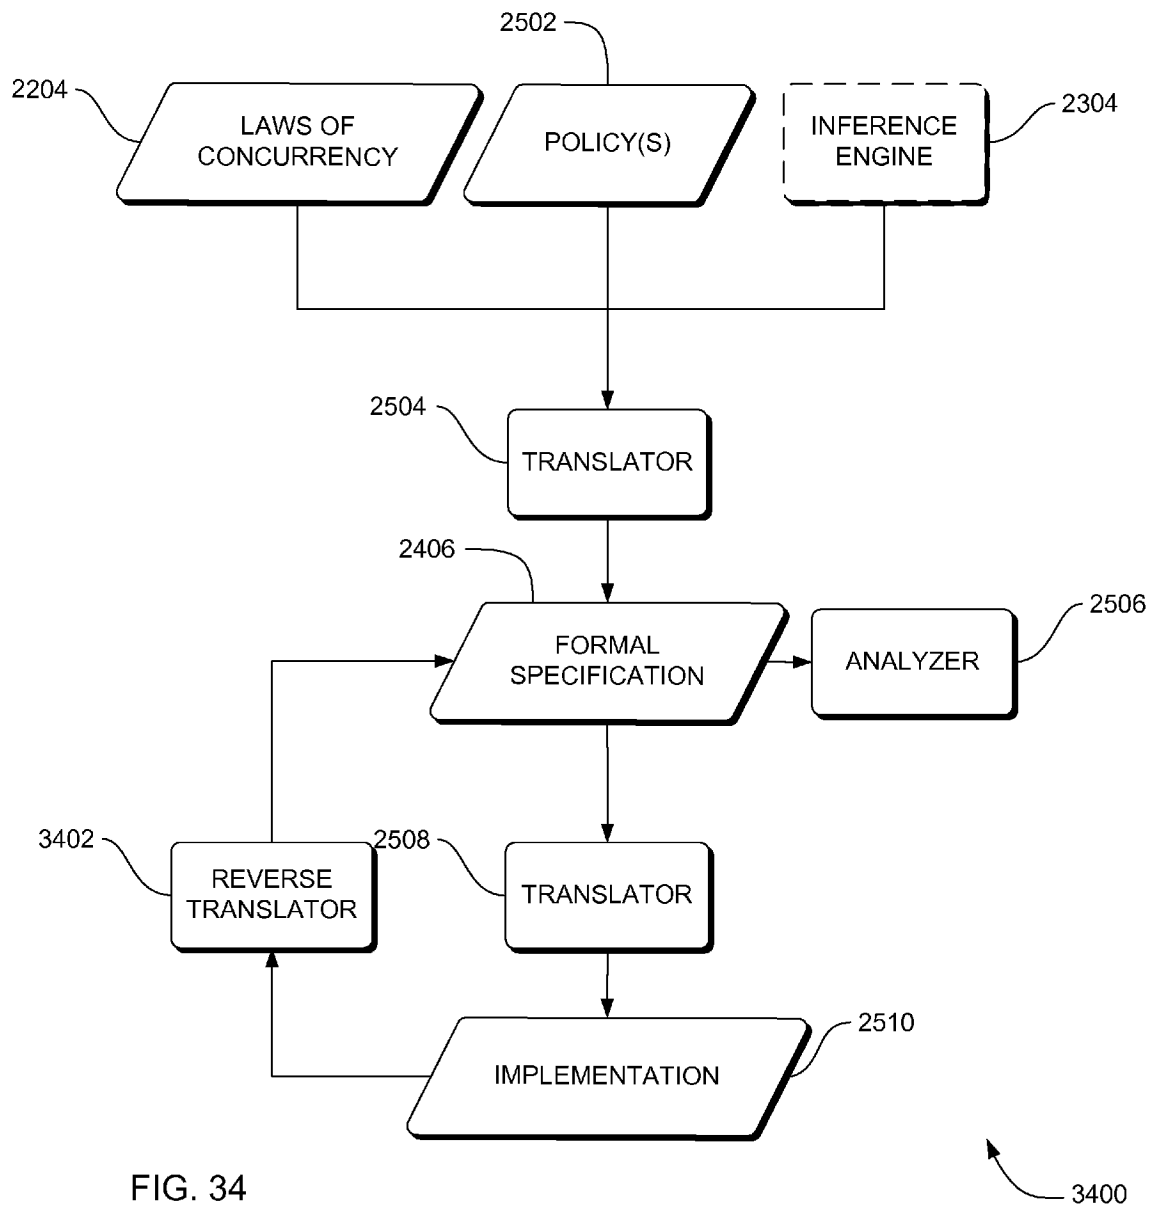 2502
2204
LAWS OF
CONCURRENCY
POLICY(S)
INFERENCE
ENGINE
2304
2504
TRANSLATOR
2406
FORMAL
SPECIFICATION
ANALYZER
2506
3402
REVERSE
TRANSLATOR
2508
TRANSLATOR
IMPLEMENTATION
2510
FIG. 34
3400